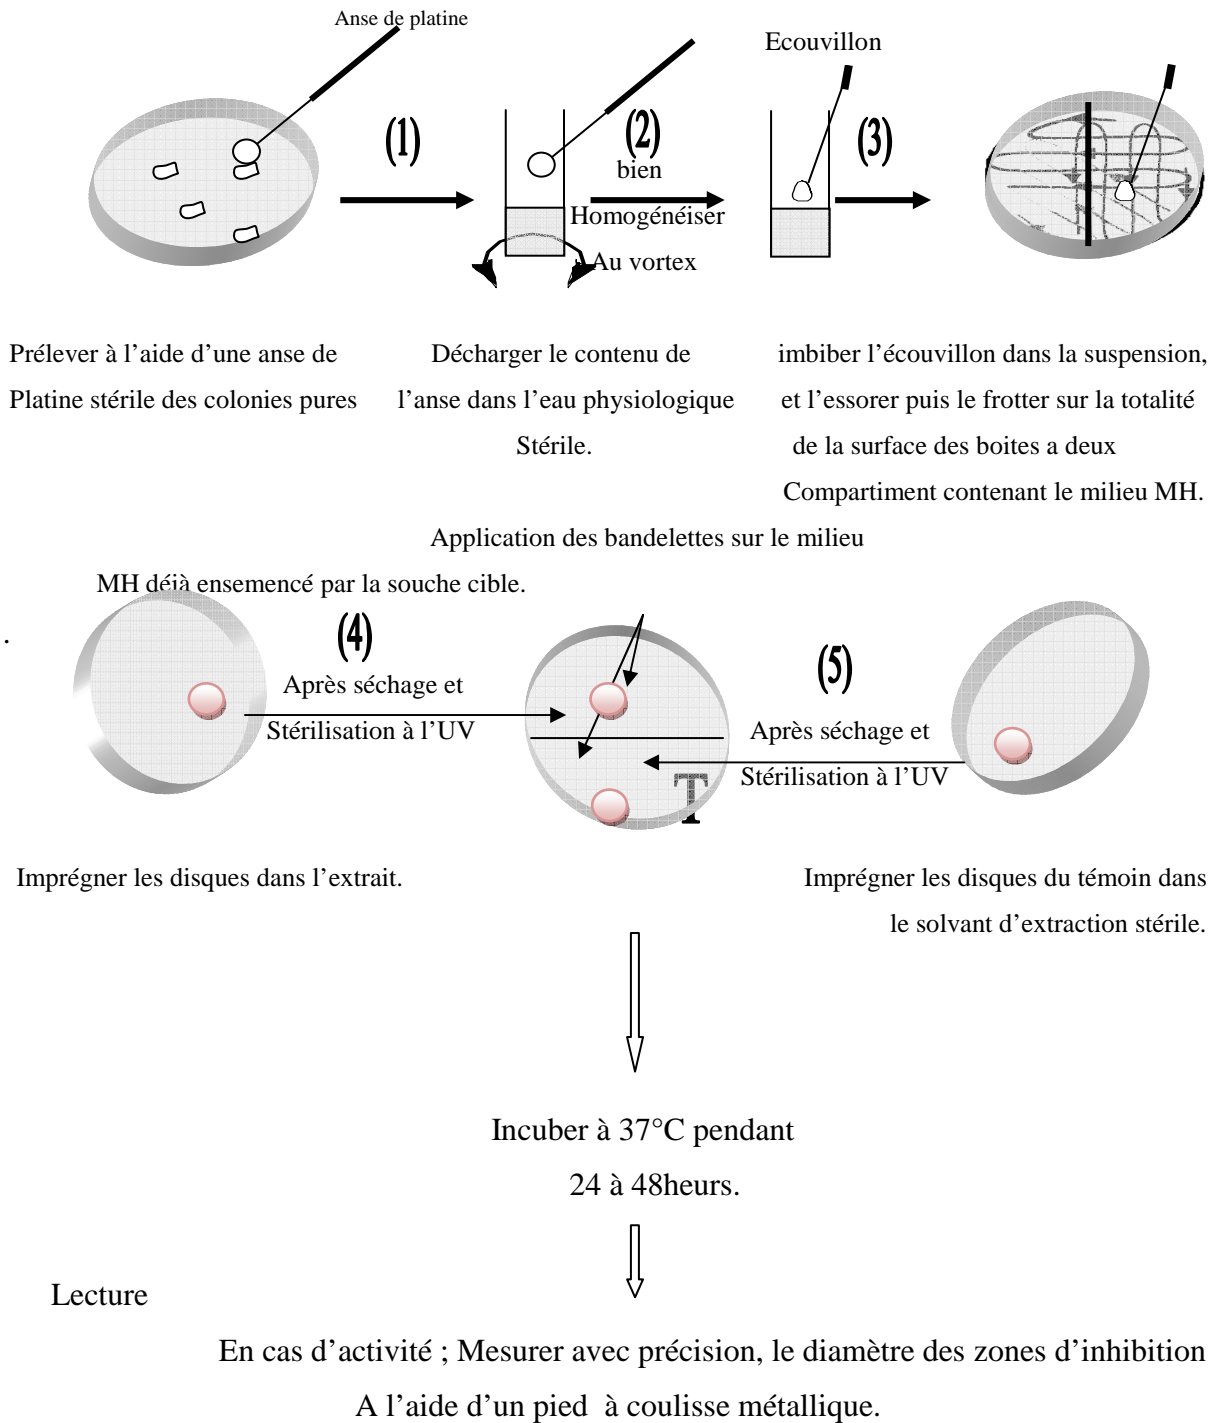 Anse de platine
Ecouvillon
(1)
(2)
(3)
bien
Homogénéiser
Au vortex
Prélever à l’aide d’une anse de
Platine stérile des colonies pures
Décharger le contenu de
l’anse dans l’eau physiologique
Stérile.
imbiber l’écouvillon dans la suspension,
et l’essorer puis le frotter sur la totalité
de la surface des boites a deux
Compartiment contenant le milieu MH.
Application des bandelettes sur le milieu
MH déjà ensemencé par la souche cible.
.
(4)
Après séchage et
Stérilisation à l’UV
(5)
Après séchage et
Stérilisation à l’UV
T
Imprégner les disques dans l’extrait.
Imprégner les disques du témoin dans
le solvant d’extraction stérile.
Incuber à 37°C pendant
24 à 48heurs.
Lecture
En cas d’activité ; Mesurer avec précision, le diamètre des zones d’inhibition
A l’aide d’un pied à coulisse métallique.